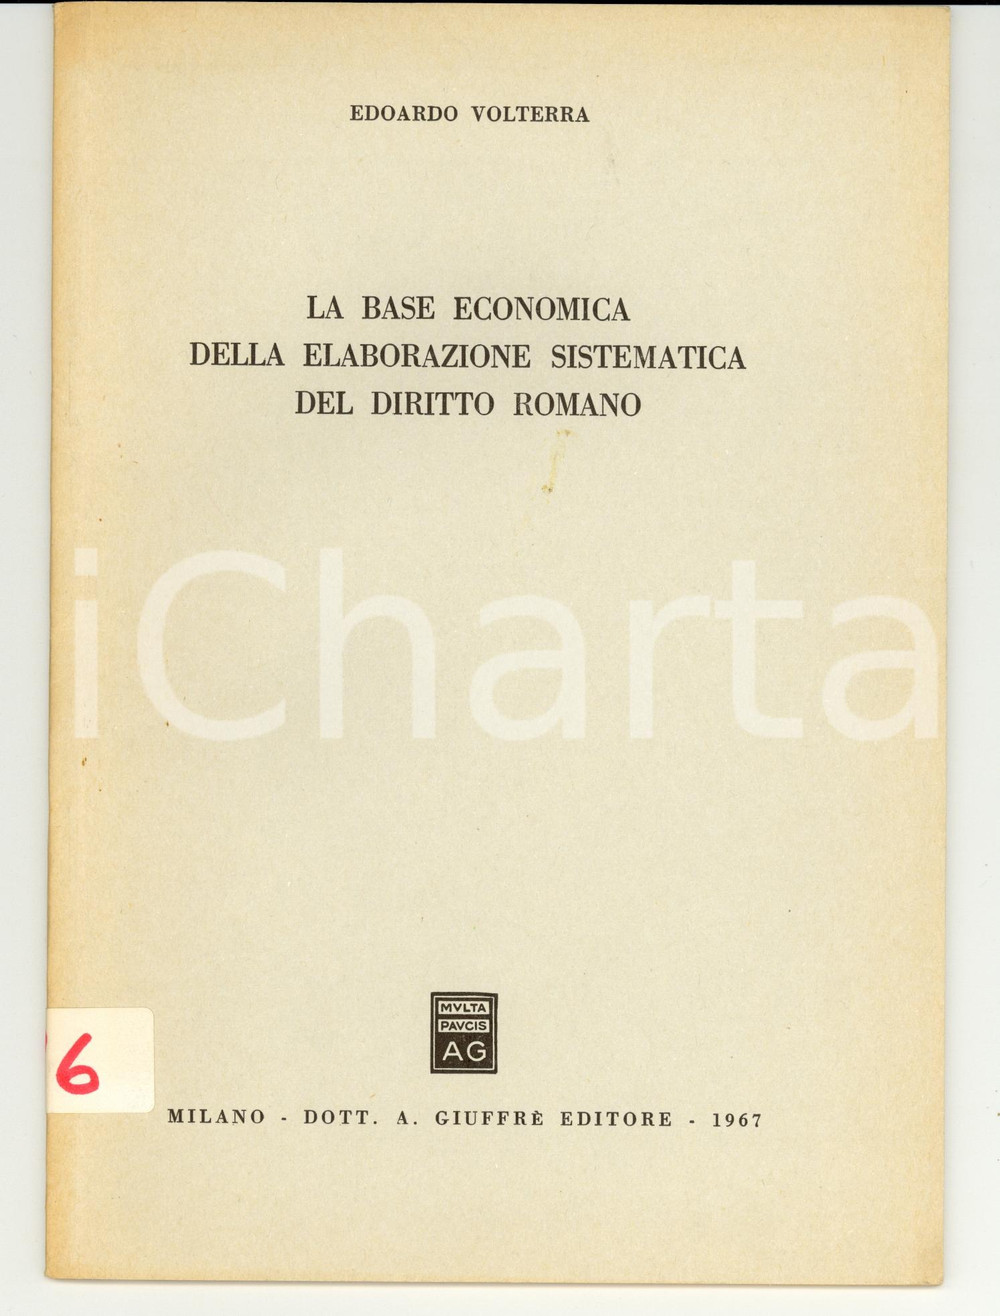 EDOARDO VOLTERRA
LA BASE ECONOMICA
DELLA ELABORAZIONE SISTEMATICA
DEL DIRITTO ROMANO
iCharta
MVLTA
PAVCIS
AG
6
MILANO - DOTT. A. GIUFFRÈ EDITORE - 1967